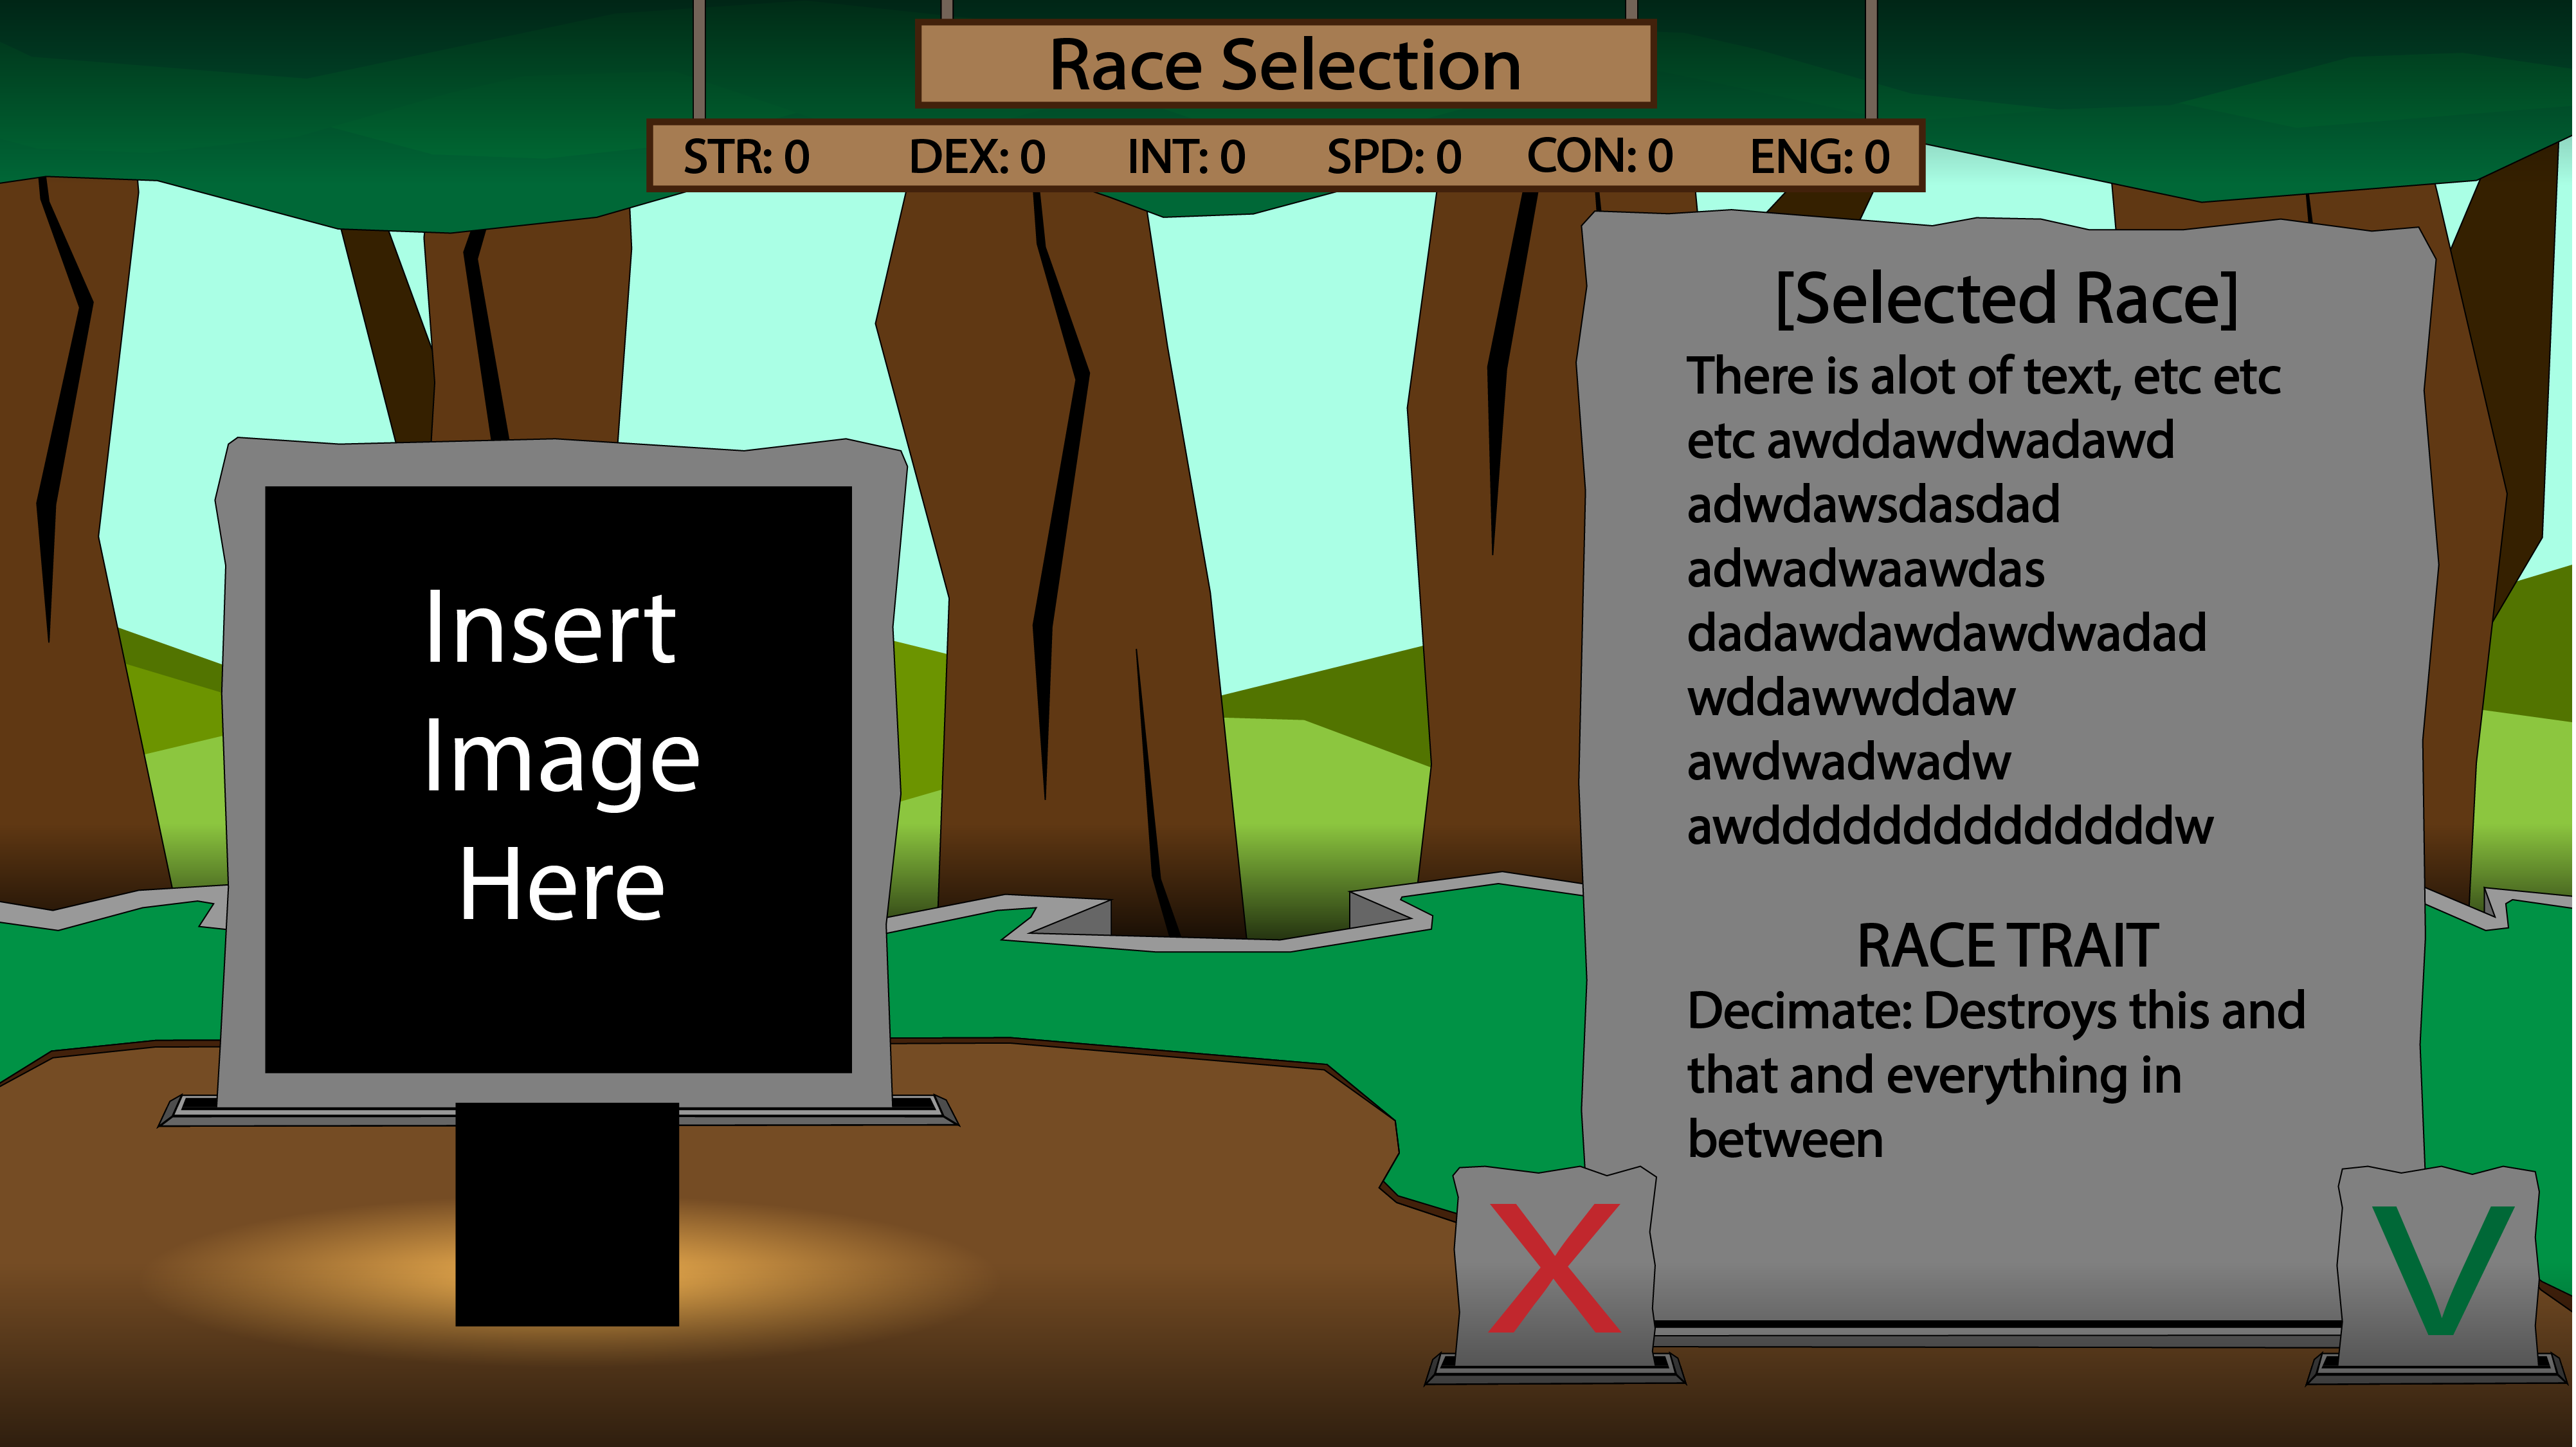 Race Selection
STR: 0 DEX: 0 INT: 0 SPD: 0 CON: 0 ENG: 0
Insert
Image
Here
[Selected Race]
There is alot of text, etc etc
etc awddawdwadawd
adwdawsdasdad
adwadwaawdas
dadawdawdawdwadad
wddawwddaw
awdwadwadw
awddddddddddddddw
RACE TRAIT
Decimate: Destroys this and
that and everything in
between
X
V